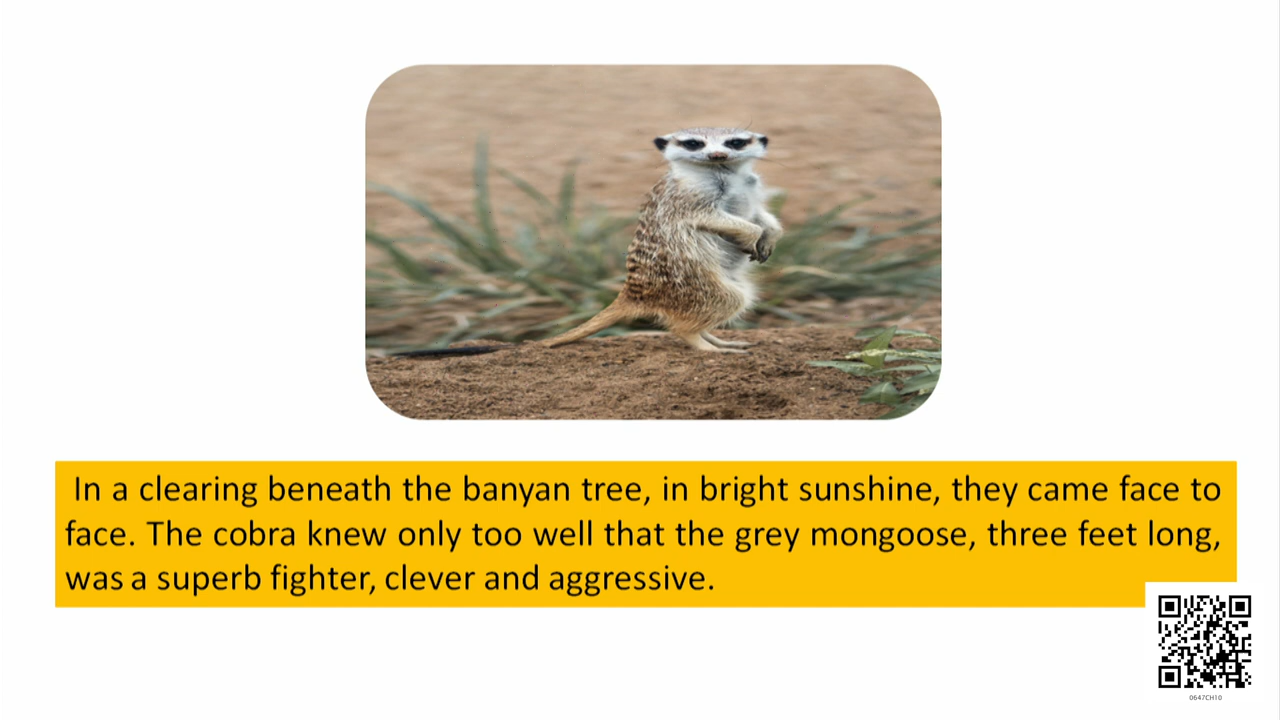 In a clearing beneath the banyan tree, in bright sunshine, they came face to
face. The cobra knew only too well that the grey mongoose, three feet long,
was a superb fighter, clever and aggressive.
0647CH10